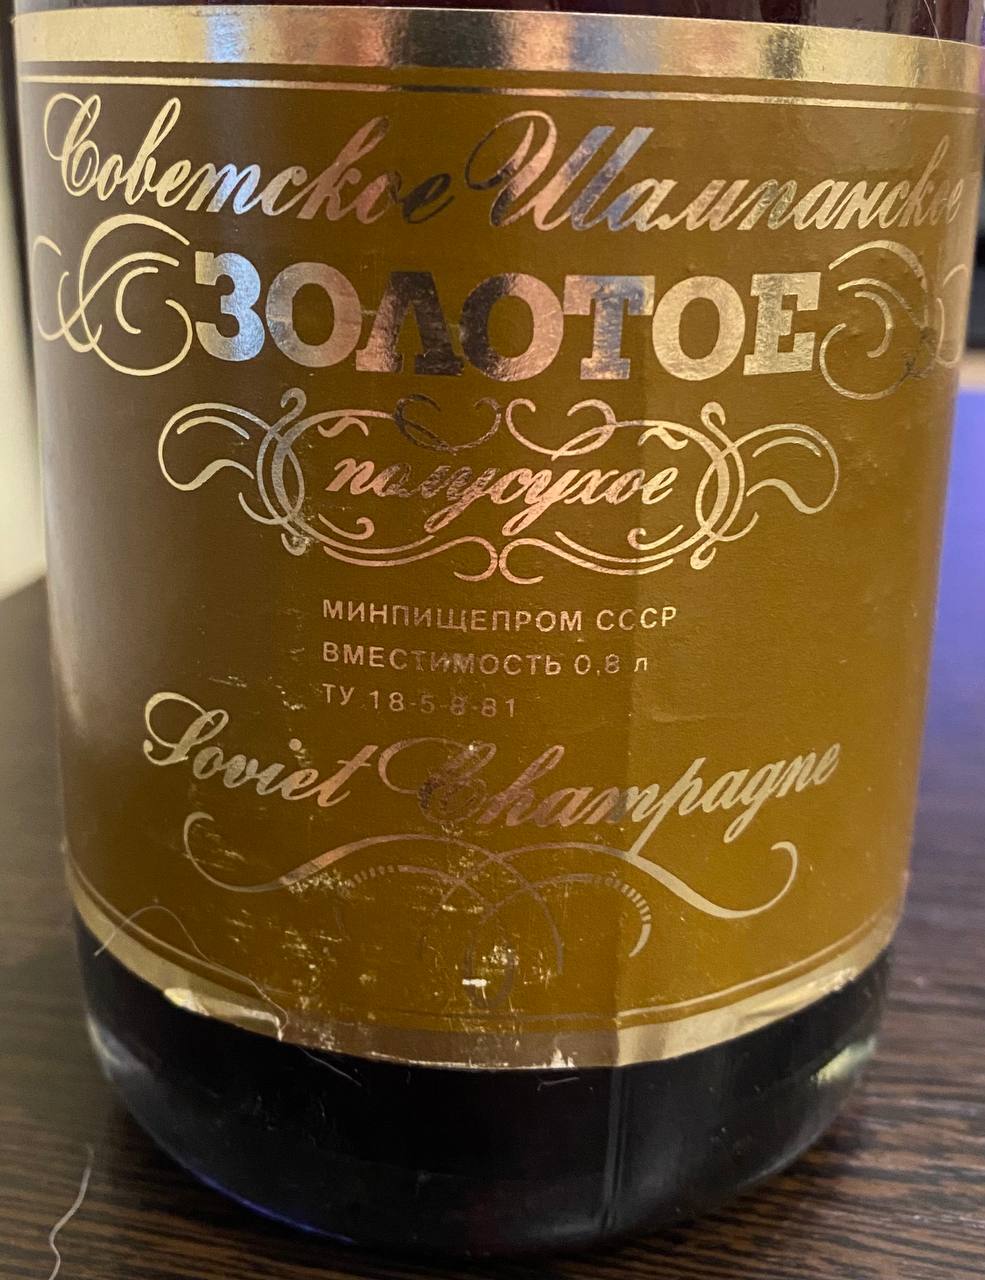 Советское Шампанское
ЗОЛОТОЕ
полусухое
МИНПИЩЕПРОМ СССР
ВМЕСТИМОСТЬ 0,8 л
ТУ 18-5-8-81
Soviet Champagne